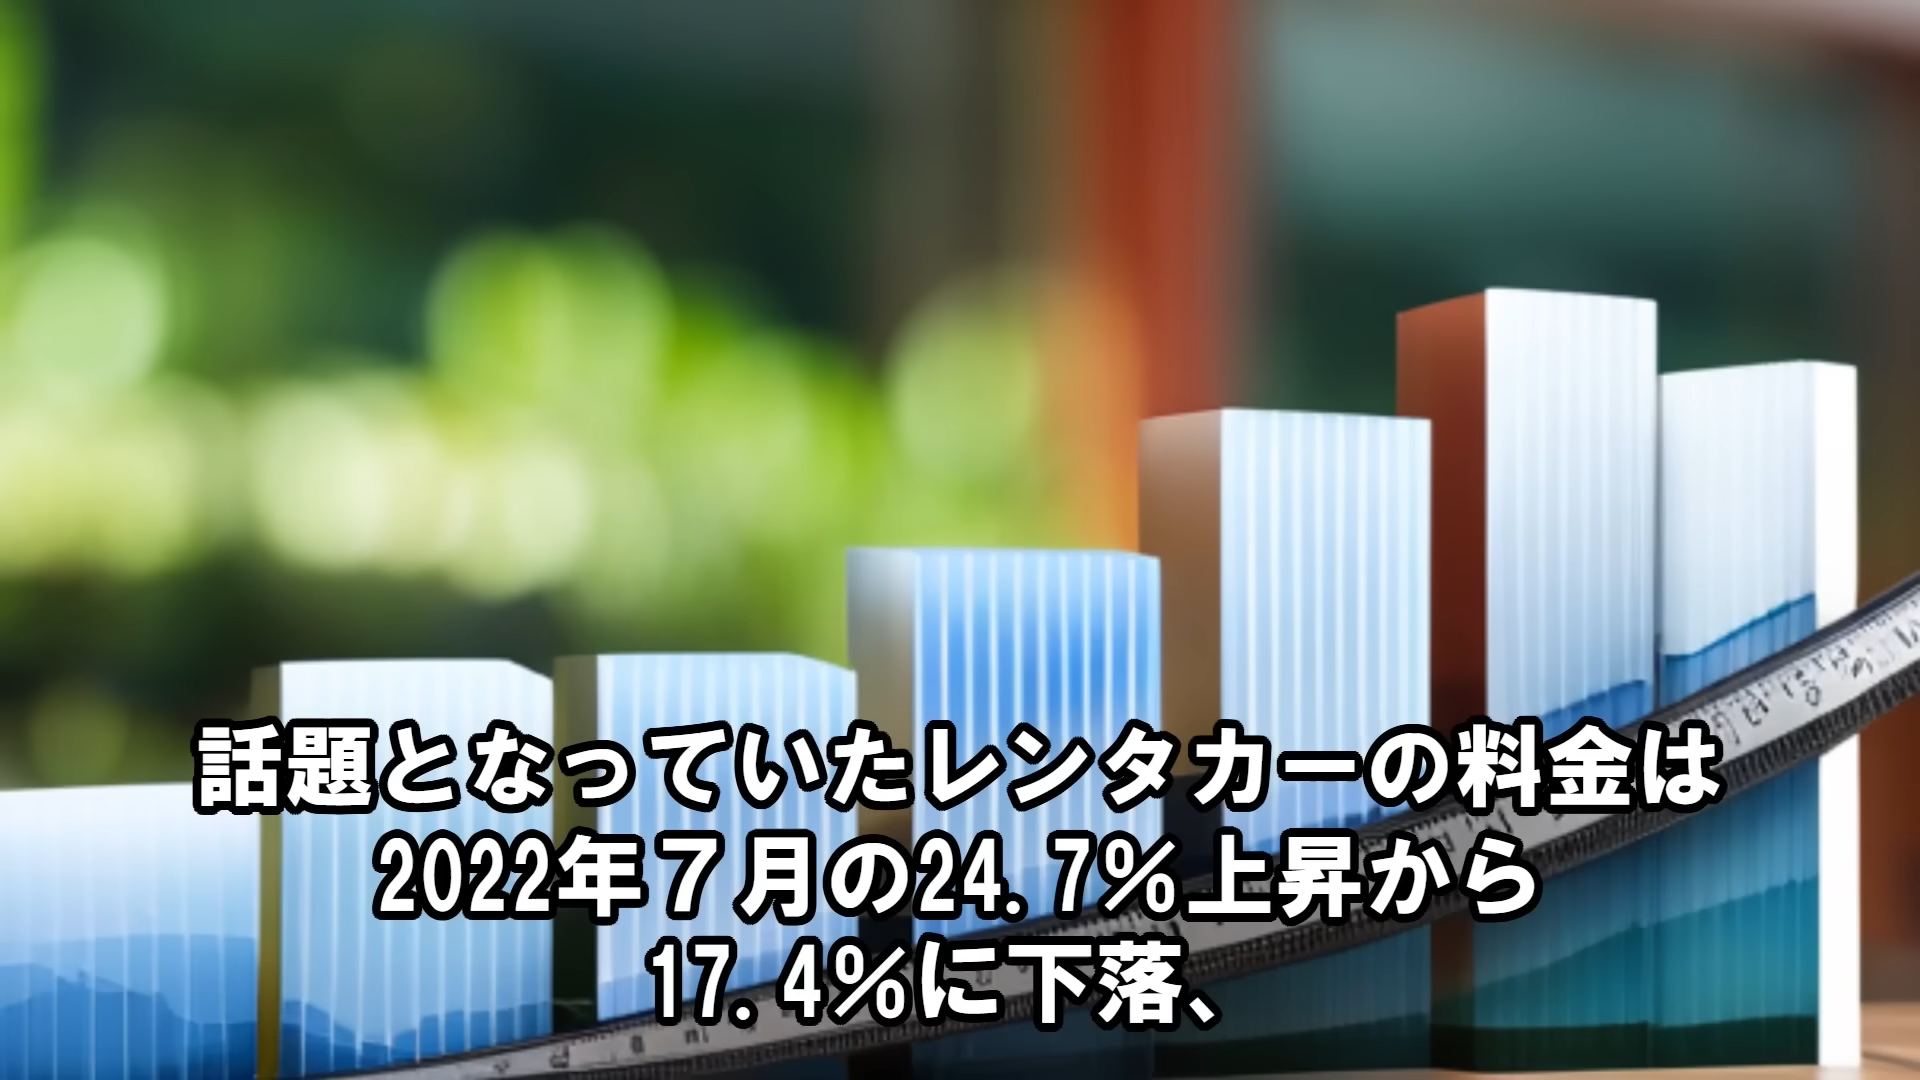 話題となっていたレンタカーの料金は
2022年７月の24.7％上昇から
17.4％に下落、